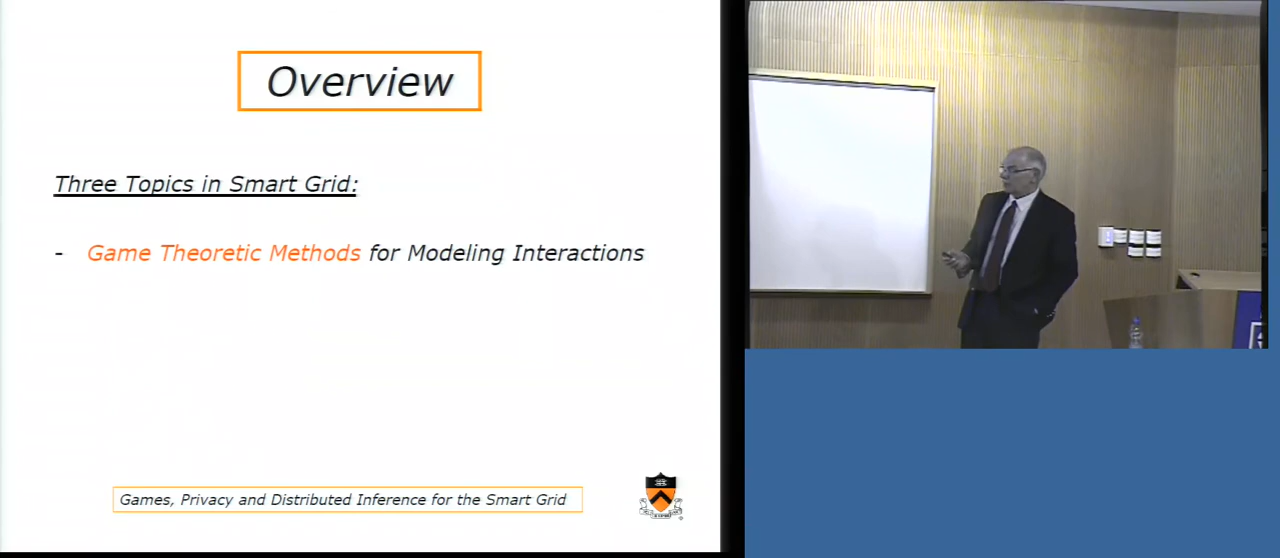 Overview
Three Topics in Smart Grid:
- Game Theoretic Methods for Modeling Interactions
Games, Privacy and Distributed Inference for the Smart Grid